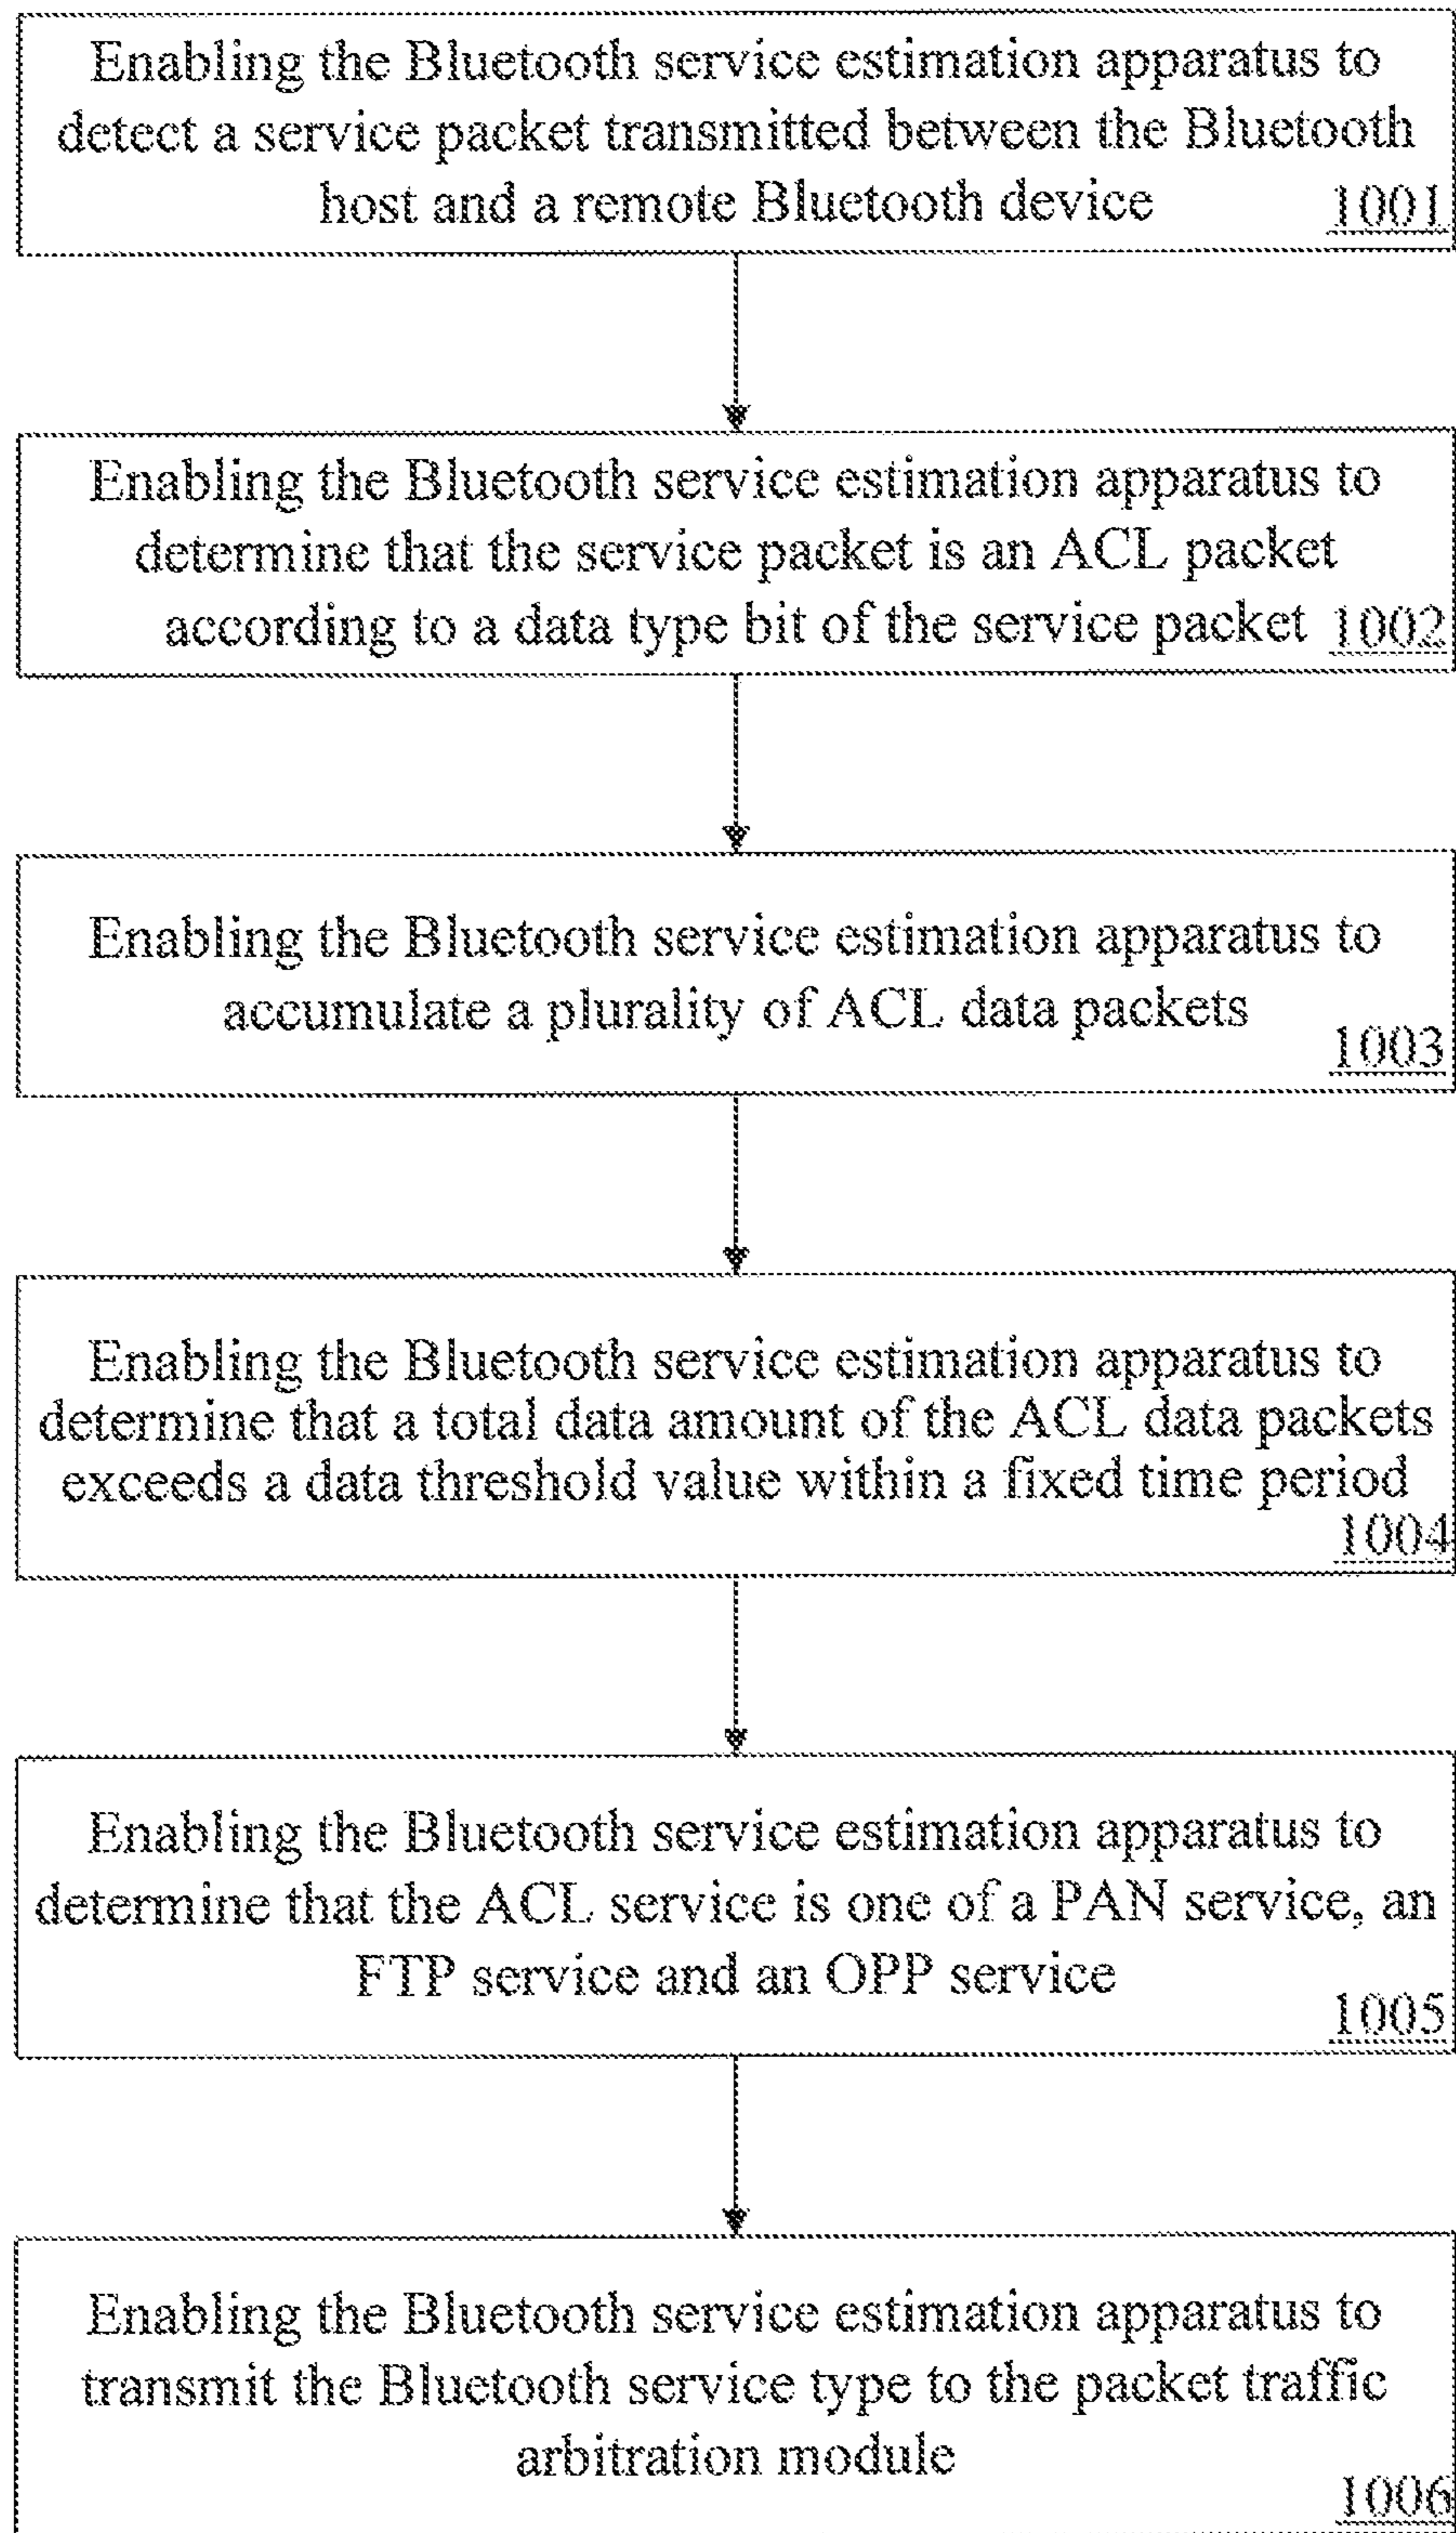 Enabling the Bluetooth service estimation apparatus to
detect a service packet transmitted between the Bluetooth
host and a remote Bluetooth device 1001
Enabling the Bluetooth service estimation apparatus to
determine that the service packet is an ACL packet
according to a data type bit of the service packet 1002
Enabling the Bluetooth service estimation apparatus to
accumulate a plurality of ACL data packets
1003
Enabling the Bluetooth service estimation apparatus to
determine that a total data amount of the ACL data packets
exceeds a data threshold value within a fixed time period
1004
Enabling the Bluetooth service estimation apparatus to
determine that the ACL service is one of a PAN service, an
FTP service and an OPP service
1005
Enabling the Bluetooth service estimation apparatus to
transmit the Bluetooth service type to the packet traffic
arbitration module
1006